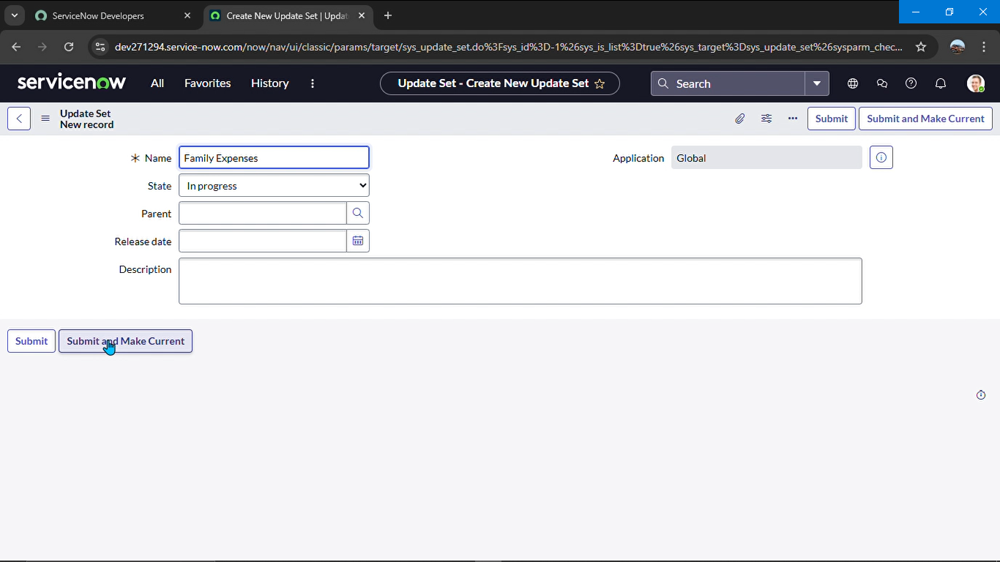 ServiceNow Developers
Create New Update Set | Updat
dev271294.service-now.com/now/nav/ui/classic/params/target/sys_update_set.do%3Fsys_id%3D-1%26sys_is_list%3Dtrue%26sys_target%3Dsys_update_set%26sysparm_chec...
servicenow All Favorites History Update Set - Create New Update Set Search
Update Set
New record
Submit Submit and Make Current
Name Family Expenses Application Global
State In progress
Parent
Release date
Description
Submit Submit and Make Current